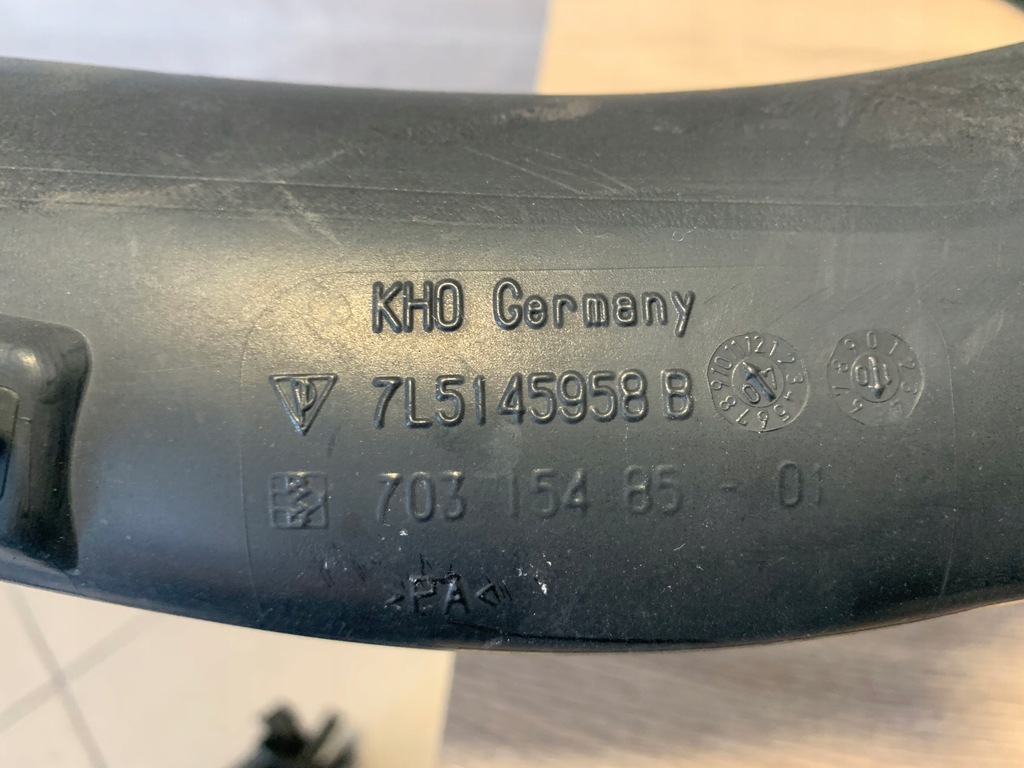 KHO Germany
7L5145958 B
703 154 85 - 01
>PA<